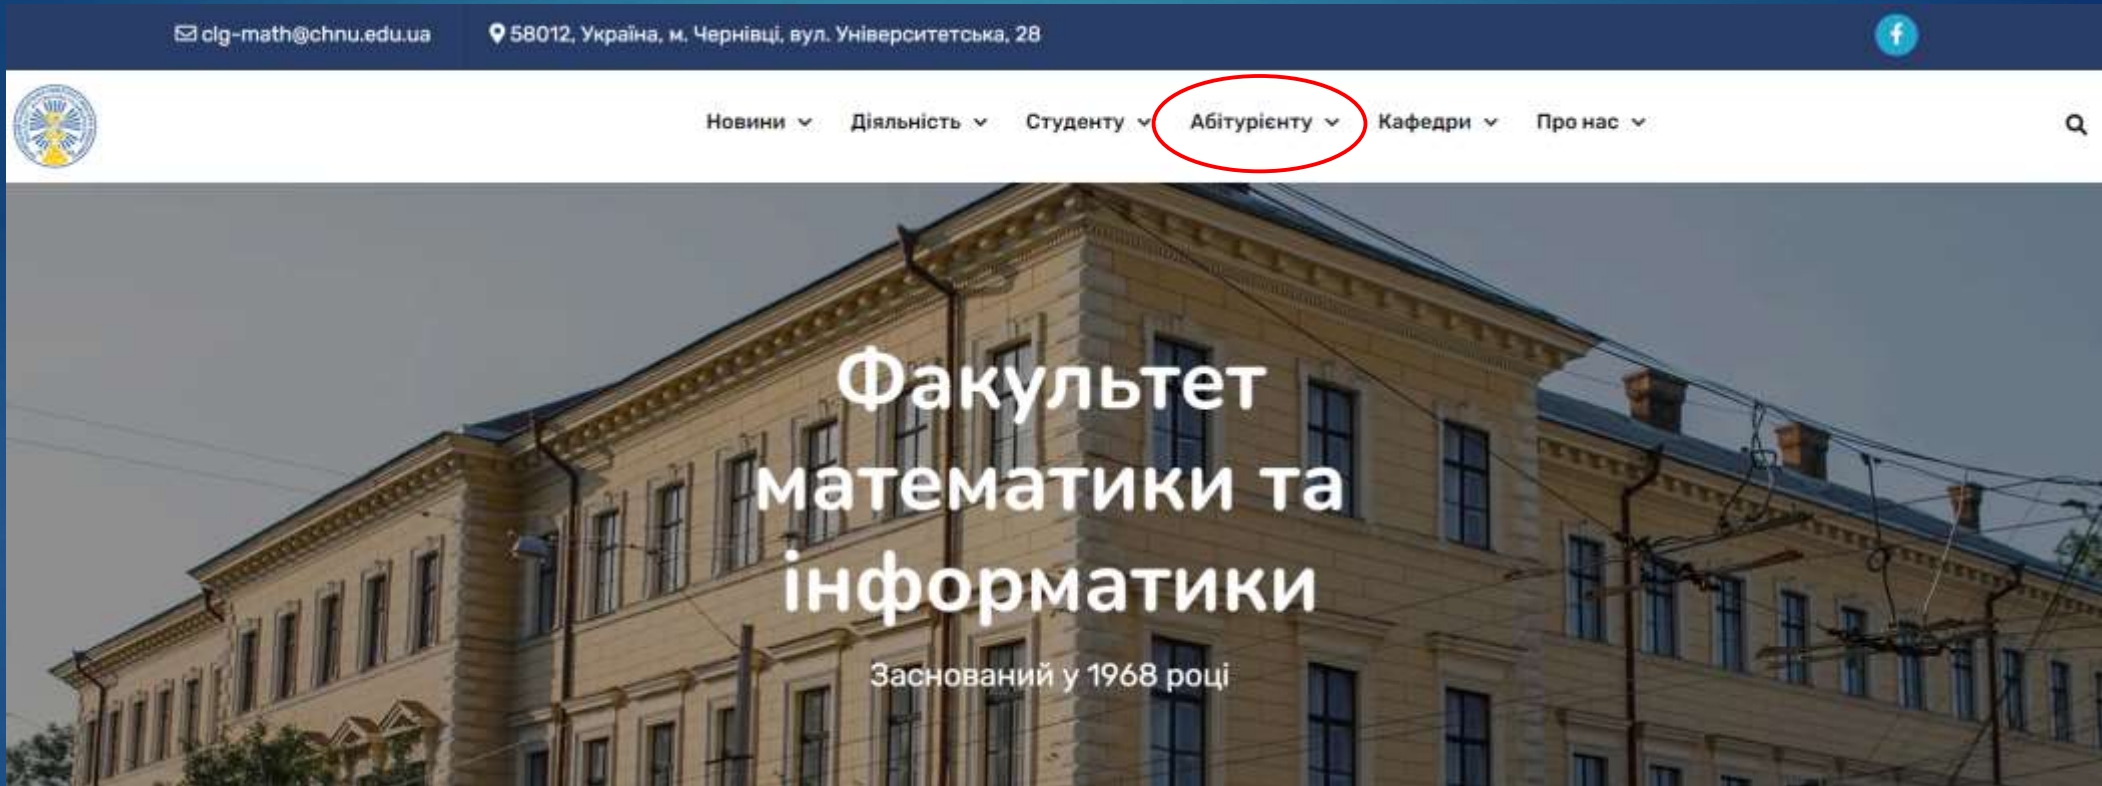 clg-math@chnu.edu.ua 58012, Україна, м. Чернівці, вул. Університетська, 28
Новини Діяльність Студенту Абітурієнту Кафедри Про нас
Факультет
математики та
інформатики
Заснований у 1968 році